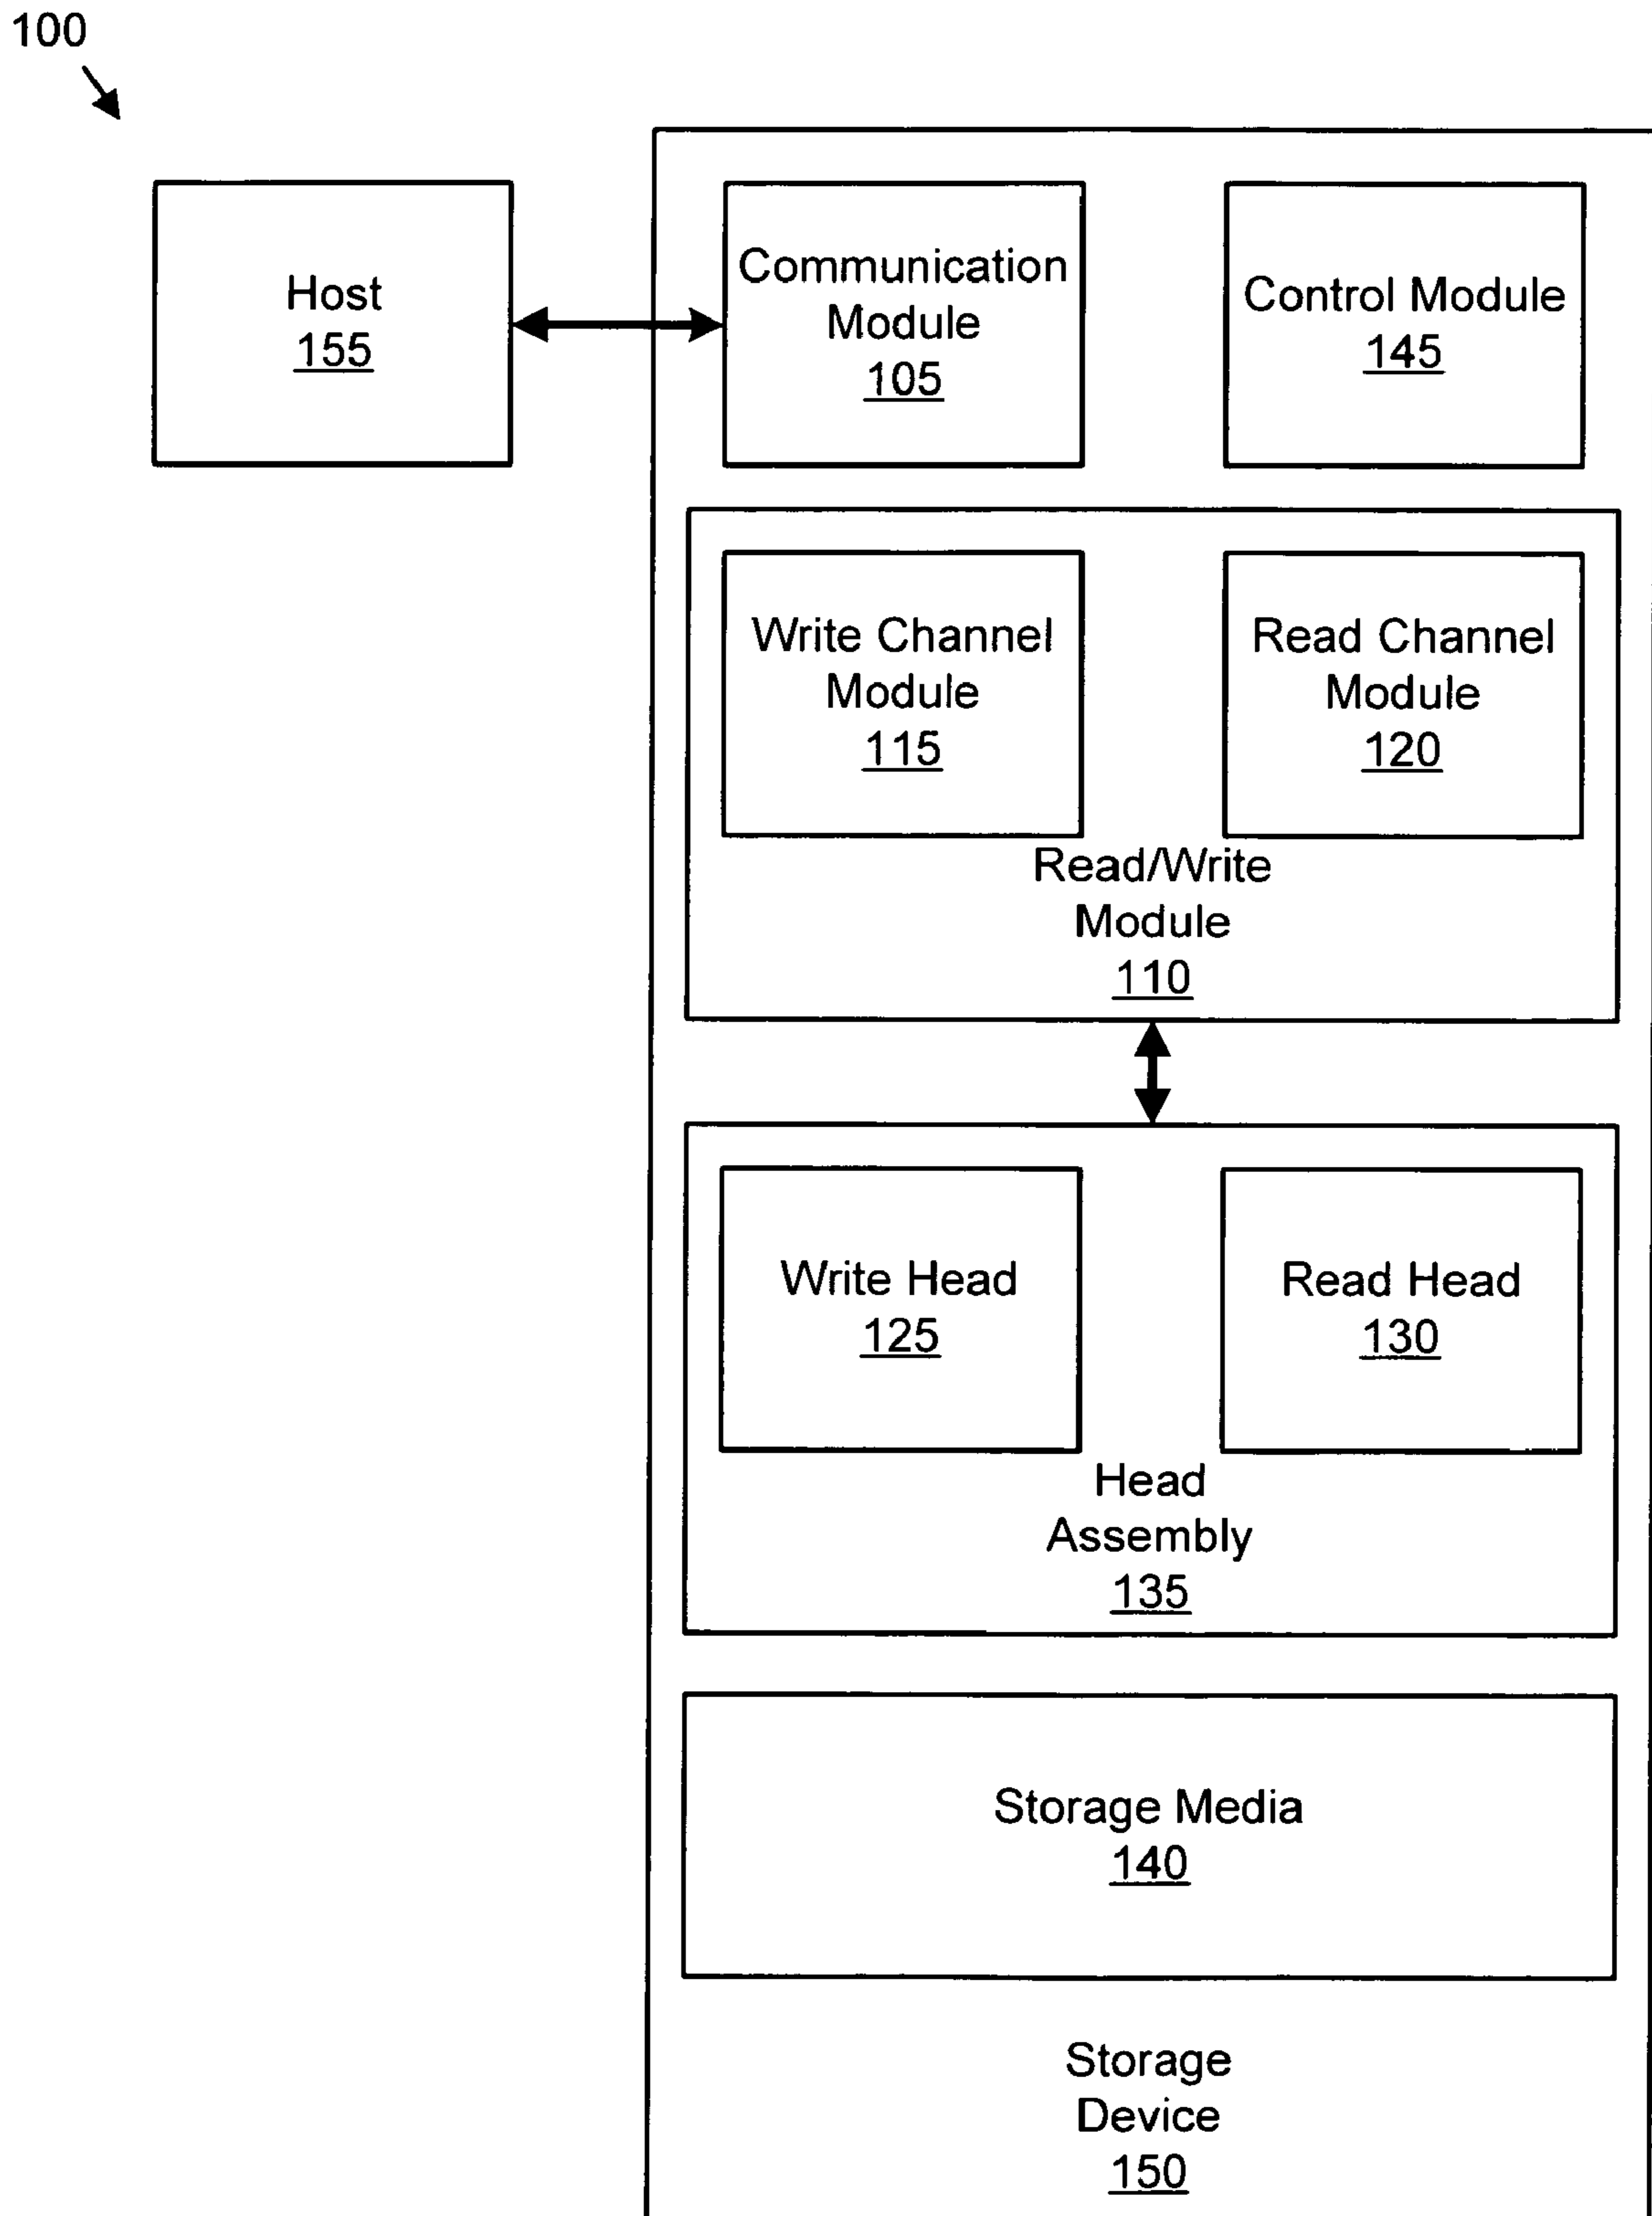 100
Host
155
Communication
Module
105
Control Module
145
Write Channel
Module
115
Read Channel
Module
120
Read/Write
Module
110
Write Head
125
Read Head
130
Head
Assembly
135
Storage Media
140
Storage
Device
150